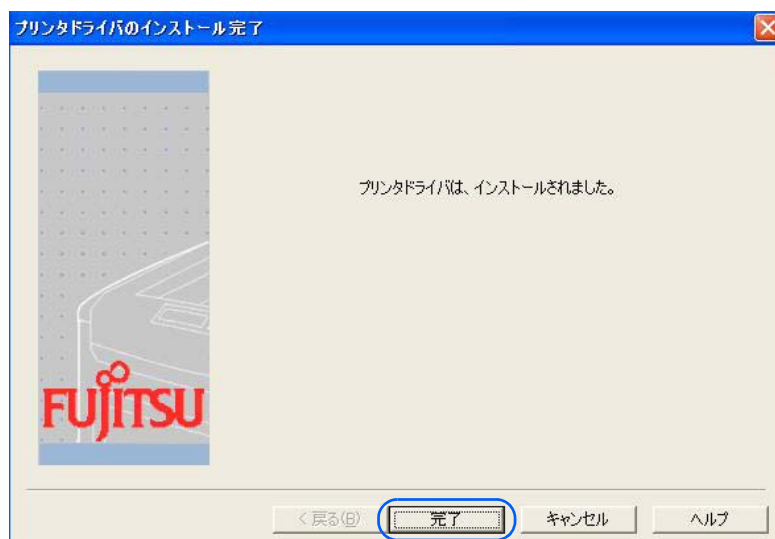 プリンタドライバのインストール完了
プリンタドライバは、インストールされました。
FUJITSU
< 戻る(B)
完了
キャンセル
ヘルプ